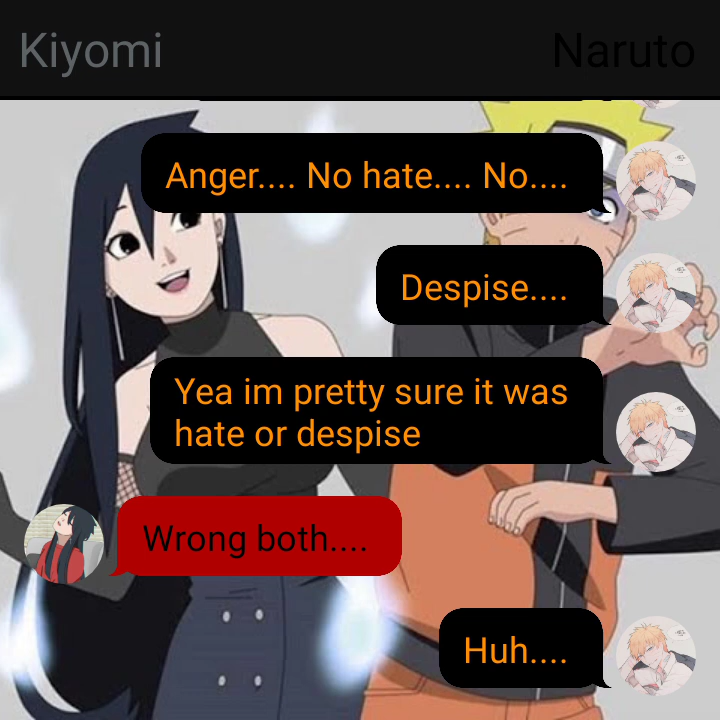 Kiyomi
Naruto
Anger.... No hate.... No....
Despise....
Yea im pretty sure it was
hate or despise
Wrong both....
Huh....